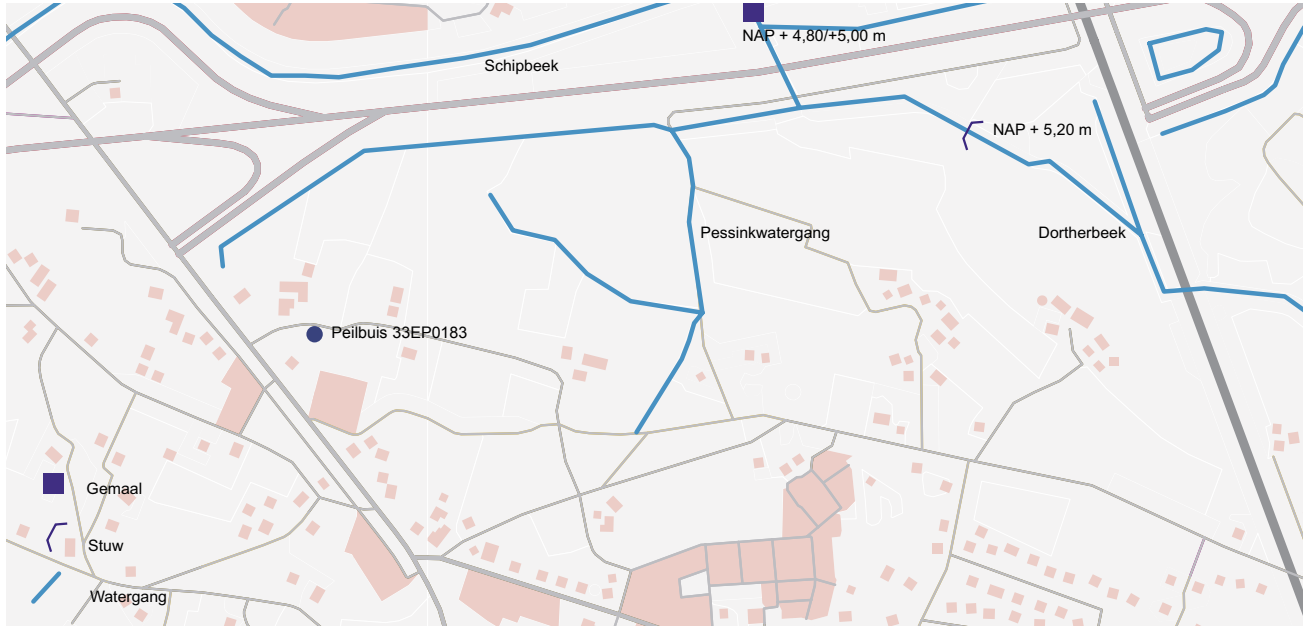 NAP + 4,80/+5,00 m
Schipbeek
NAP + 5,20 m
Pessinkwatergang
Dortherbeek
Peilbuis 33EP0183
Gemaal
Stuw
Watergang